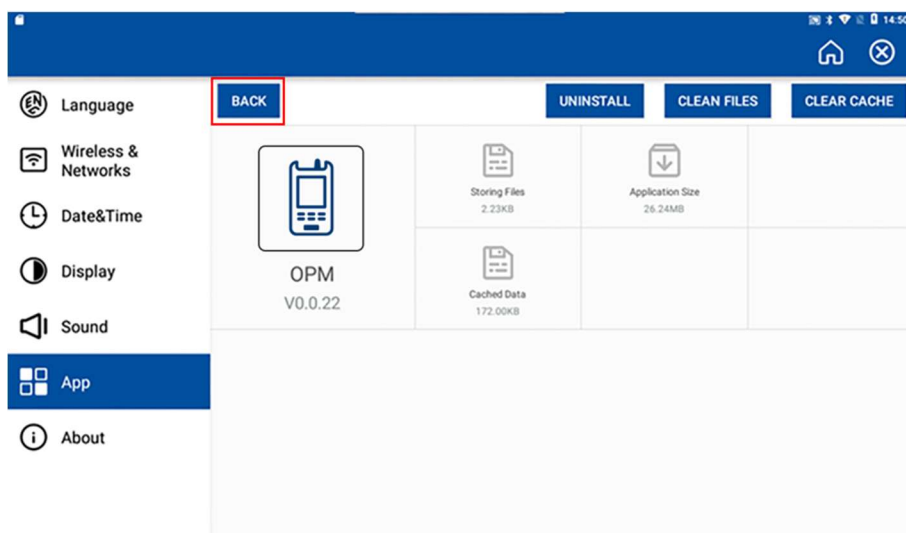 14:50
EN
Language
Wireless &
Networks
Date&Time
Display
Sound
App
About
BACK
UNINSTALL
CLEAN FILES
CLEAR CACHE
OPM
V0.0.22
Storing Files
2.23KB
Application Size
26.24MB
Cached Data
172.00KB